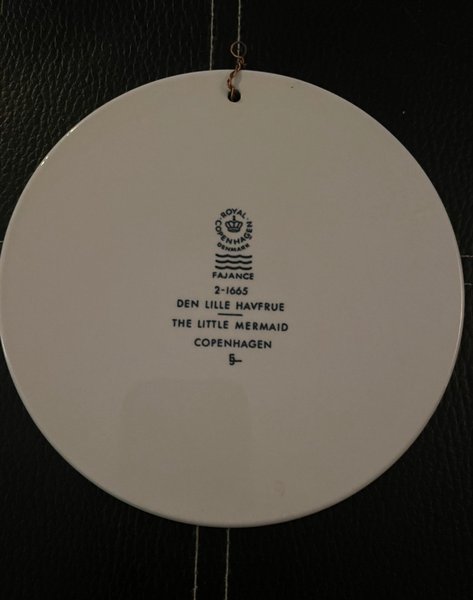 ROYAL
COPENHAGEN
DENMARK
FAJANCE
2-1665
DEN LILLE HAVFRUE
THE LITTLE MERMAID
COPENHAGEN